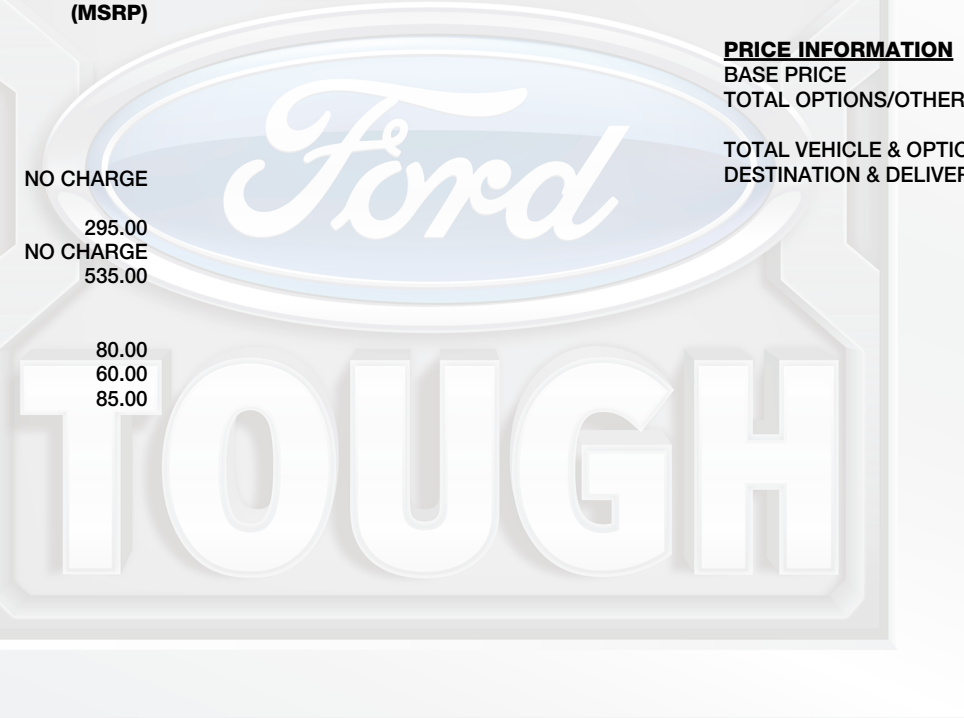 (MSRP)
NO CHARGE
295.00
NO CHARGE
535.00
80.00
60.00
85.00
PRICE INFORMATION
BASE PRICE
TOTAL OPTIONS/OTHER
TOTAL VEHICLE & OPTIO
DESTINATION & DELIVER
Ford
TOUGH